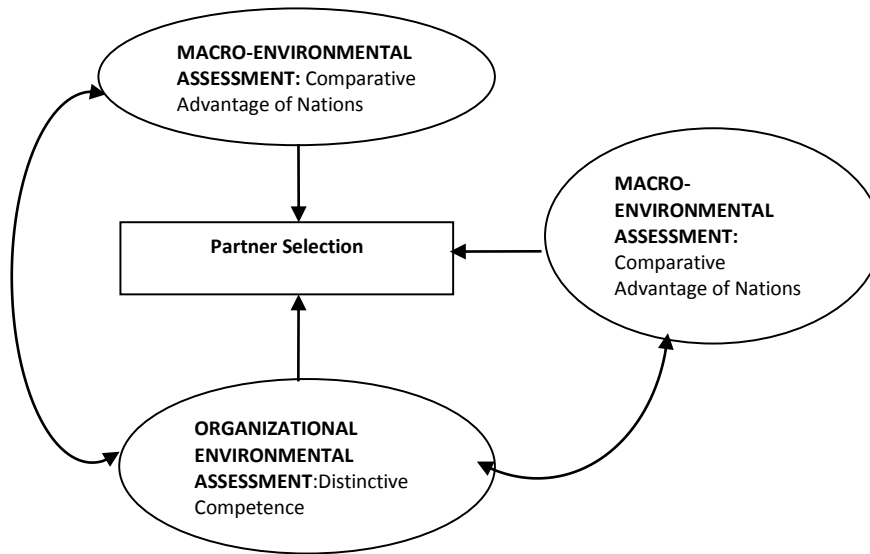 MACRO-ENVIRONMENTAL
ASSESSMENT: Comparative
Advantage of Nations
MACRO-
ENVIRONMENTAL
ASSESSMENT:
Comparative
Advantage of Nations
Partner Selection
ORGANIZATIONAL
ENVIRONMENTAL
ASSESSMENT:Distinctive
Competence